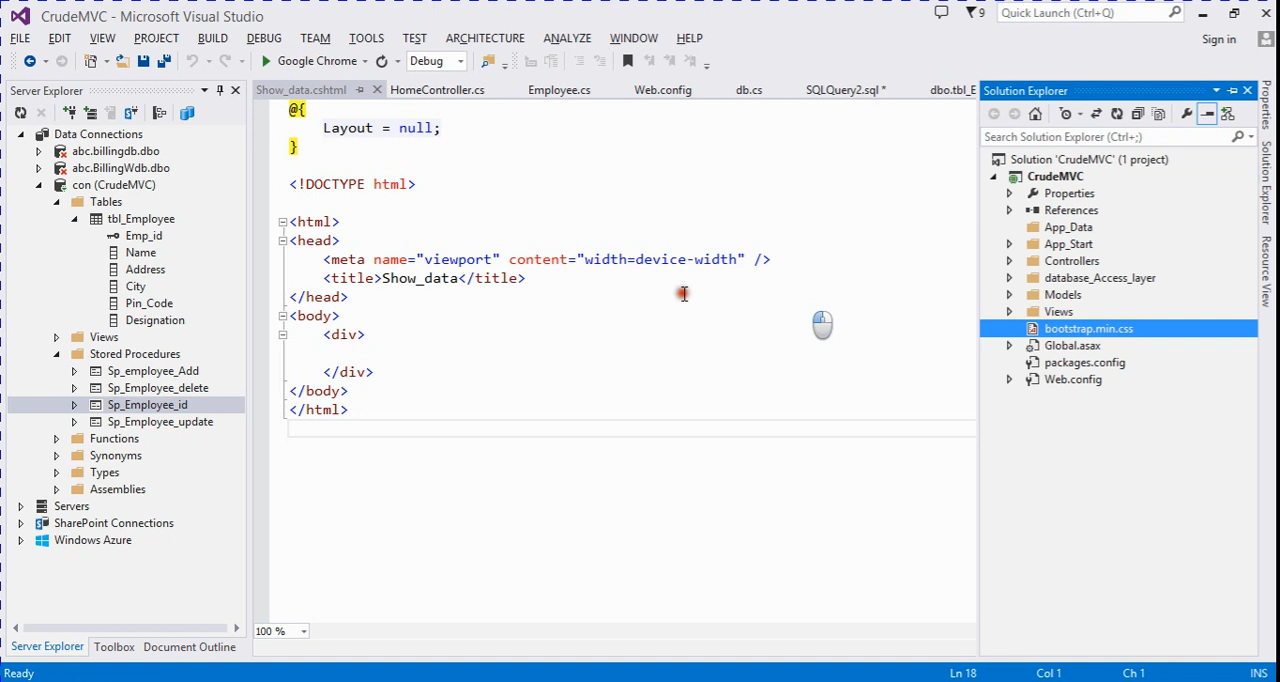 CrudeMVC - Microsoft Visual Studio
9
Quick Launch (Ctrl+Q)
FILE EDIT VIEW PROJECT BUILD DEBUG TEAM TOOLS TEST ARCHITECTURE ANALYZE WINDOW HELP
Sign in
Google Chrome
Debug
Server Explorer
Data Connections
abc.billingdb.dbo
abc.BillingWdb.dbo
con (CrudeMVC)
Tables
tbl_Employee
Emp_id
Name
Address
City
Pin_Code
Designation
Views
Stored Procedures
Sp_employee_Add
Sp_Employee_delete
Sp_Employee_id
Sp_Employee_update
Functions
Synonyms
Types
Assemblies
Servers
SharePoint Connections
Windows Azure
Server Explorer Toolbox Document Outline
Show_data.cshtml HomeController.cs Employee.cs Web.config db.cs SQLQuery2.sql * dbo.tbl_E
@{
Layout = null;
}
<!DOCTYPE html>
<html>
<head>
<meta name="viewport" content="width=device-width" />
<title>Show_data</title>
</head>
<body>
<div>
</div>
</body>
</html>
100 %
Solution Explorer
Search Solution Explorer (Ctrl+;)
Solution 'CrudeMVC' (1 project)
CrudeMVC
Properties
References
App_Data
App_Start
Controllers
database_Access_layer
Models
Views
bootstrap.min.css
Global.asax
packages.config
Web.config
Properties
Solution Explorer
Resource View
Ready
Ln 18
Col 1
Ch 1
INS